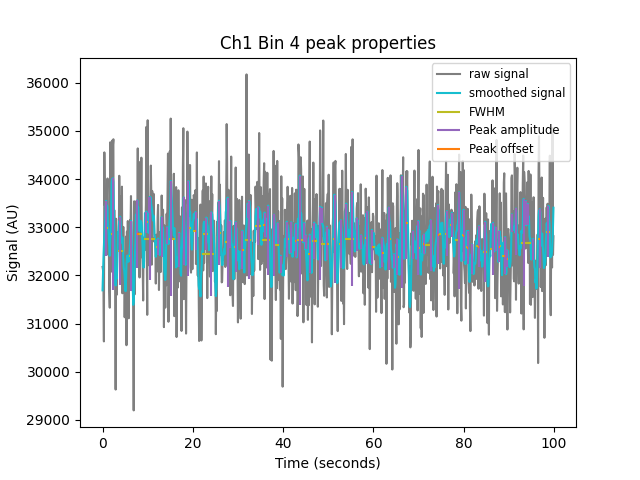 Ch1 Bin 4 peak properties
raw signal
smoothed signal
FWHM
Peak amplitude
Peak offset
36000
35000
34000
33000
32000
31000
30000
29000
Signal (AU)
0 20 40 60 80 100
Time (seconds)